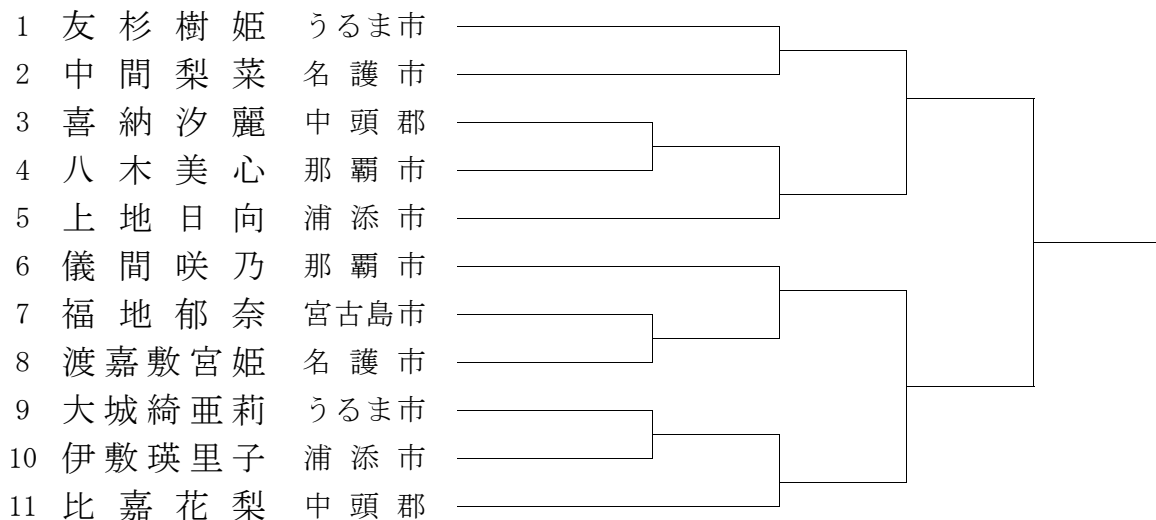 1 友杉樹姫 うるま市
2 中間梨菜 名護市
3 喜納汐麗 中頭郡
4 八木美心 那覇市
5 上地日向 浦添市
6 儀間咲乃 那覇市
7 福地郁奈 宮古島市
8 渡嘉敷宮姫 名護市
9 大城綺亜莉 うるま市
10 伊敷瑛里子 浦添市
11 比嘉花梨 中頭郡